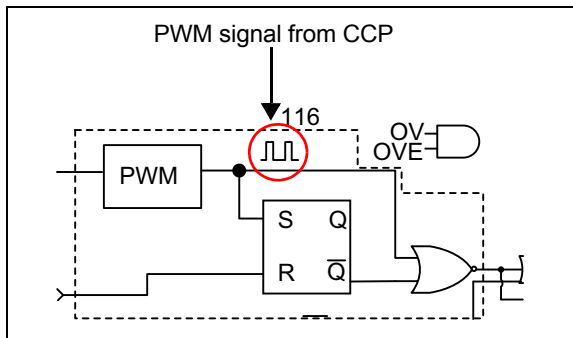 PWM signal from CCP
116
OV
OVE
PWM
S Q
R Q̅